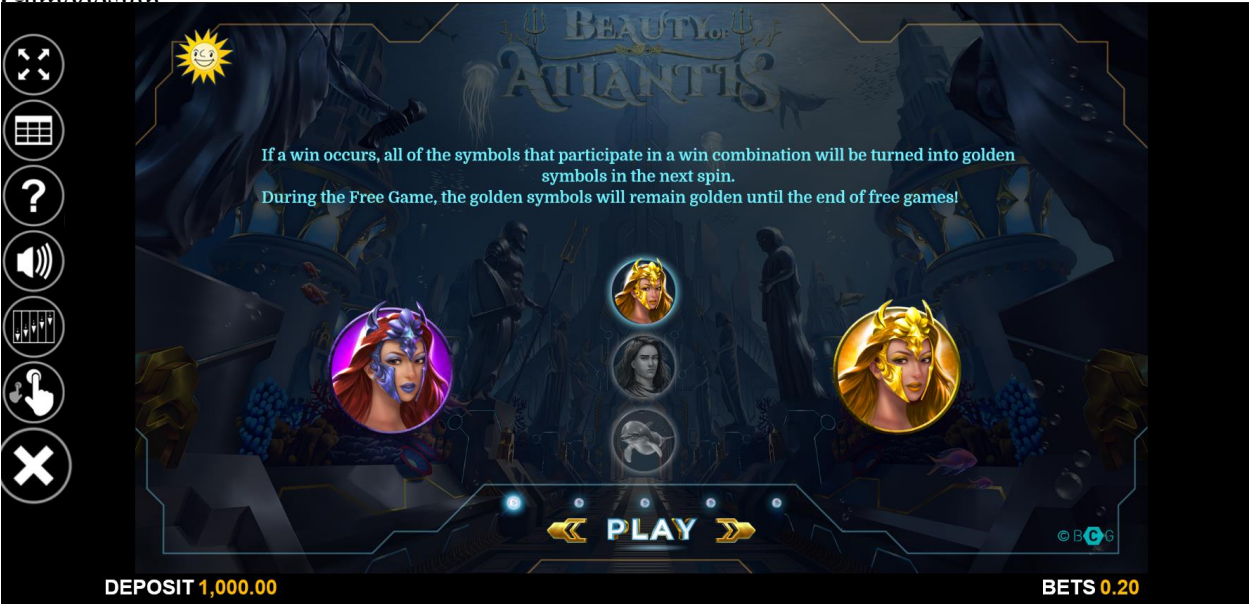 BEAUTY OF
ATLANTIS
If a win occurs, all of the symbols that participate in a win combination will be turned into golden
symbols in the next spin.
During the Free Game, the golden symbols will remain golden until the end of free games!
?
PLAY
© BCG
DEPOSIT 1,000.00
BETS 0.20